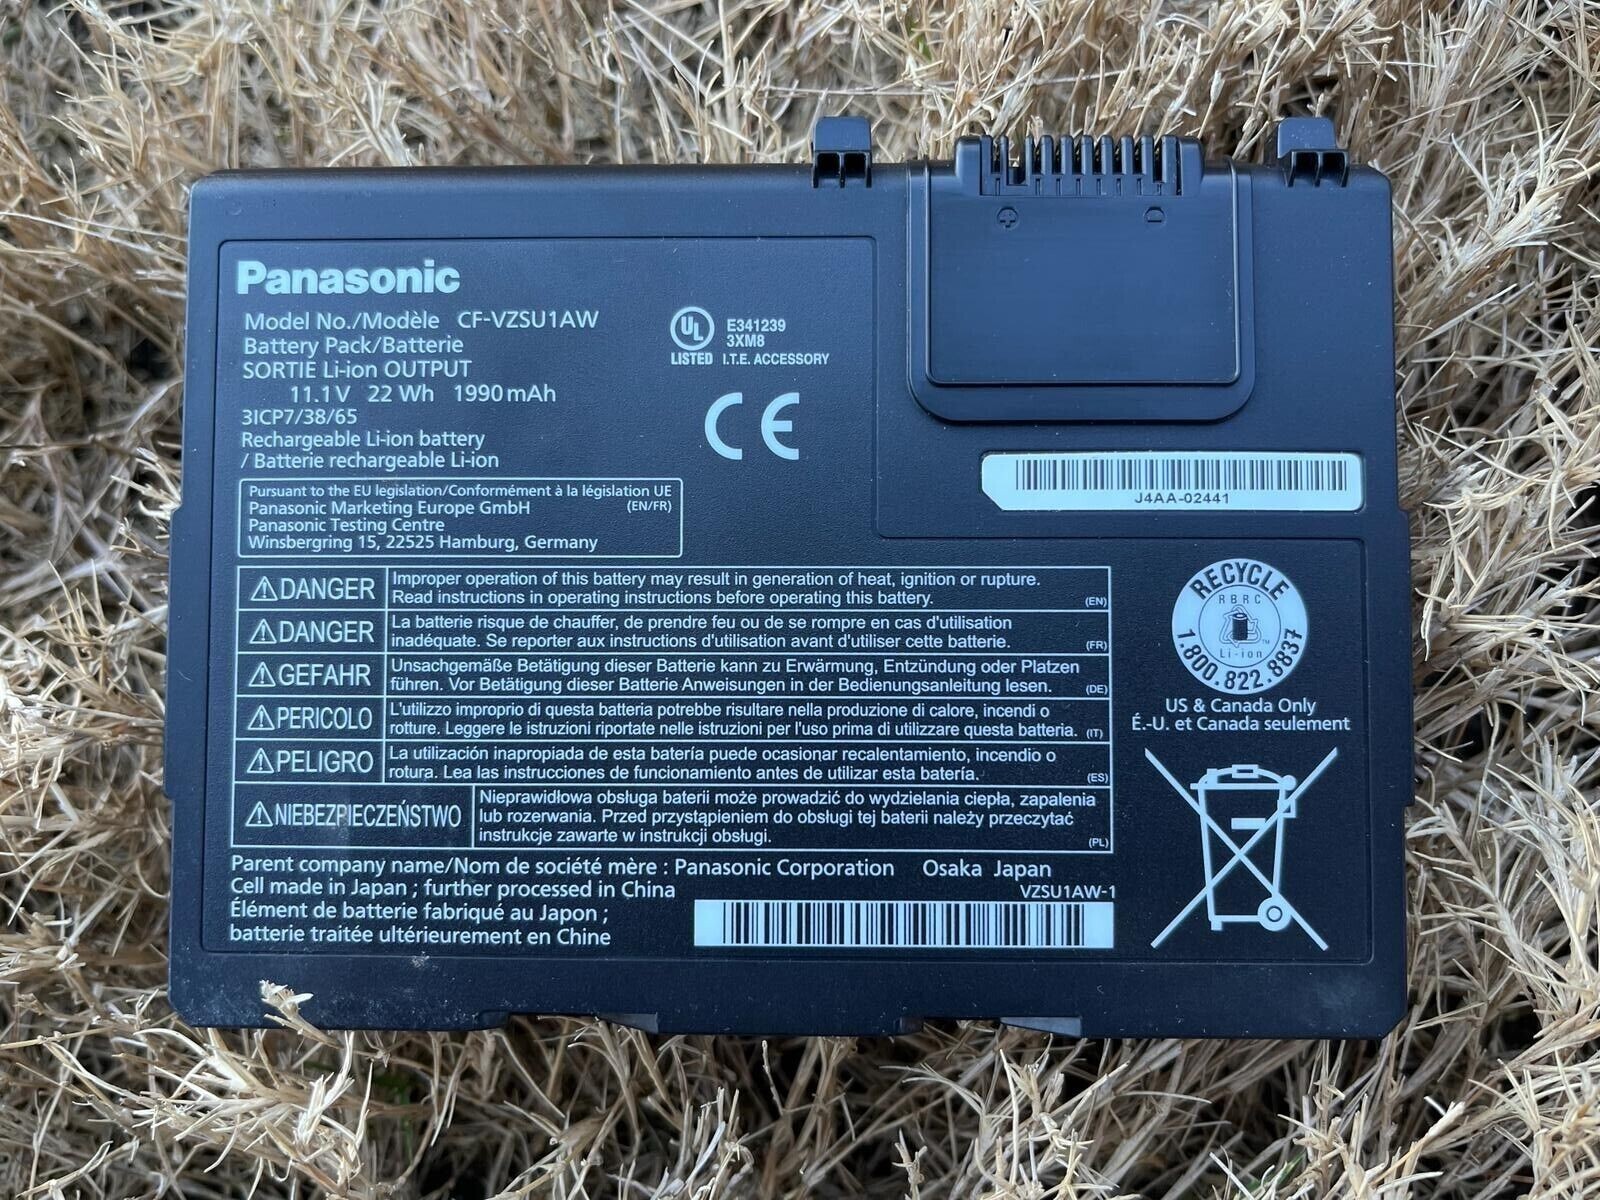 Panasonic
Model No./Modèle CF-VZSU1AW
Battery Pack/Batterie
SORTIE Li-ion OUTPUT
11.1V 22 Wh 1990mAh
3ICP7/38/65
Rechargeable Li-ion battery
/ Batterie rechargeable Li-ion
UL
LISTED
E341239
3XM8
I.T.E. ACCESSORY
CE
J4AA-02441
Pursuant to the EU legislation/Conformément à la législation UE
Panasonic Marketing Europe GmbH (EN/FR)
Panasonic Testing Centre
Winsbergring 15, 22525 Hamburg, Germany
DANGER
Improper operation of this battery may result in generation of heat, ignition or rupture.
Read instructions in operating instructions before operating this battery. (EN)
DANGER
La batterie risque de chauffer, de prendre feu ou de se rompre en cas d'utilisation
inadéquate. Se reporter aux instructions d'utilisation avant d'utiliser cette batterie. (FR)
GEFAHR
Unsachgemäße Betätigung dieser Batterie kann zu Erwärmung, Entzündung oder Platzen
führen. Vor Betätigung dieser Batterie Anweisungen in der Bedienungsanleitung lesen. (DE)
PERICOLO
L'utilizzo improprio di questa batteria potrebbe risultare nella produzione di calore, incendi o
rotture. Leggere le istruzioni riportate nelle istruzioni per l'uso prima di utilizzare questa batteria. (IT)
PELIGRO
La utilización inapropiada de esta batería puede ocasionar recalentamiento, incendio o
rotura. Lea las instrucciones de funcionamiento antes de utilizar esta batería. (ES)
NIEBEZPIECZEŃSTWO
Nieprawidłowa obsługa baterii może prowadzić do wydzielania ciepła, zapalenia
lub rozerwania. Przed przystąpieniem do obsługi tej baterii należy przeczytać
instrukcje zawarte w instrukcji obsługi. (PL)
Parent company name/Nom de société mère : Panasonic Corporation Osaka Japan
Cell made in Japan ; further processed in China
VZSU1AW-1
Élément de batterie fabriqué au Japon ;
batterie traitée ultérieurement en Chine
RECYCLE
RBRC
TM
Li-ion
1.800.822.8837
US & Canada Only
É.-U. et Canada seulement